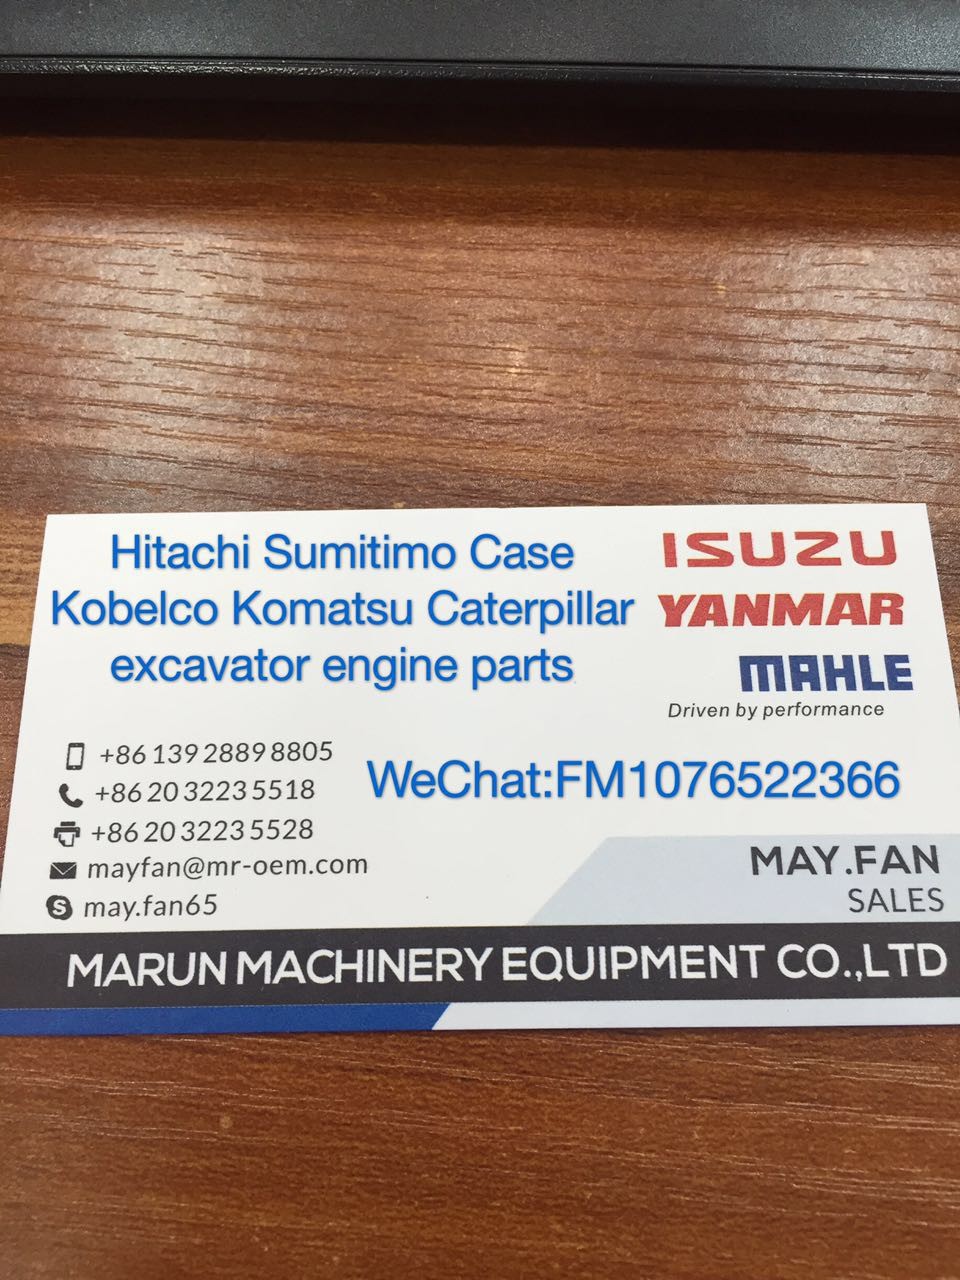 Hitachi Sumitimo Case
Kobelco Komatsu Caterpillar
excavator engine parts
ISUZU
YANMAR
MAHLE
Driven by performance
+86 139 2889 8805
+86 20 3223 5518
+86 20 3223 5528
mayfan@mr-oem.com
may.fan65
WeChat:FM1076522366
MAY.FAN
SALES
MARUN MACHINERY EQUIPMENT CO.,LTD